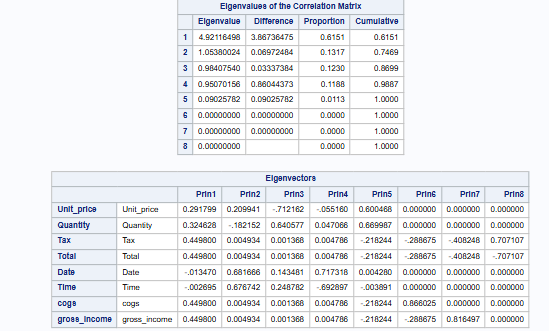 Eigenvalues of the Correlation Matrix
Eigenvalue Difference Proportion Cumulative
1 4.92116498 3.86736475 0.6151 0.6151
2 1.05380024 0.06972484 0.1317 0.7469
3 0.98407540 0.03337384 0.1230 0.8699
4 0.95070156 0.86044373 0.1188 0.9887
5 0.09025782 0.09025782 0.0113 1.0000
6 0.00000000 0.00000000 0.0000 1.0000
7 0.00000000 0.00000000 0.0000 1.0000
8 0.00000000 0.0000 1.0000
Eigenvectors
Prin1 Prin2 Prin3 Prin4 Prin5 Prin6 Prin7 Prin8
Unit_price Unit_price 0.291799 0.209941 -.712162 -.055160 0.600468 0.000000 0.000000 0.000000
Quantity Quantity 0.324628 -.182152 0.640577 0.047066 0.669987 0.000000 0.000000 0.000000
Tax Tax 0.449800 0.004934 0.001368 0.004786 -.218244 -.288675 -.408248 0.707107
Total Total 0.449800 0.004934 0.001368 0.004786 -.218244 -.288675 -.408248 -.707107
Date Date -.013470 0.681666 0.143481 0.717318 0.004280 0.000000 0.000000 0.000000
Time Time -.002695 0.676742 0.248782 -.692897 -.003891 0.000000 0.000000 0.000000
cogs cogs 0.449800 0.004934 0.001368 0.004786 -.218244 0.866025 0.000000 0.000000
gross_income gross_income 0.449800 0.004934 0.001368 0.004786 -.218244 -.288675 0.816497 0.000000